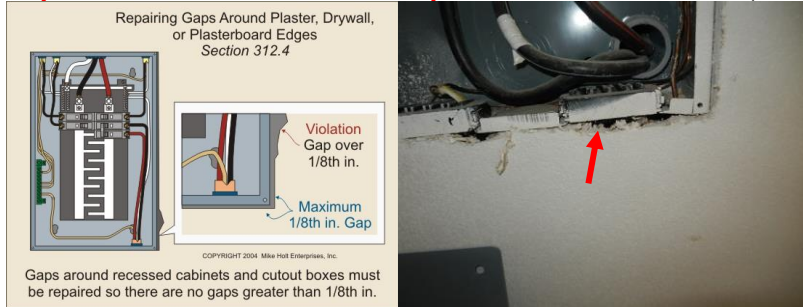 Repairing Gaps Around Plaster, Drywall,
or Plasterboard Edges
Section 312.4
Violation
Gap over
1/8th in.
Maximum
1/8th in. Gap
COPYRIGHT 2004 Mike Holt Enterprises, Inc.
Gaps around recessed cabinets and cutout boxes must
be repaired so there are no gaps greater than 1/8th in.